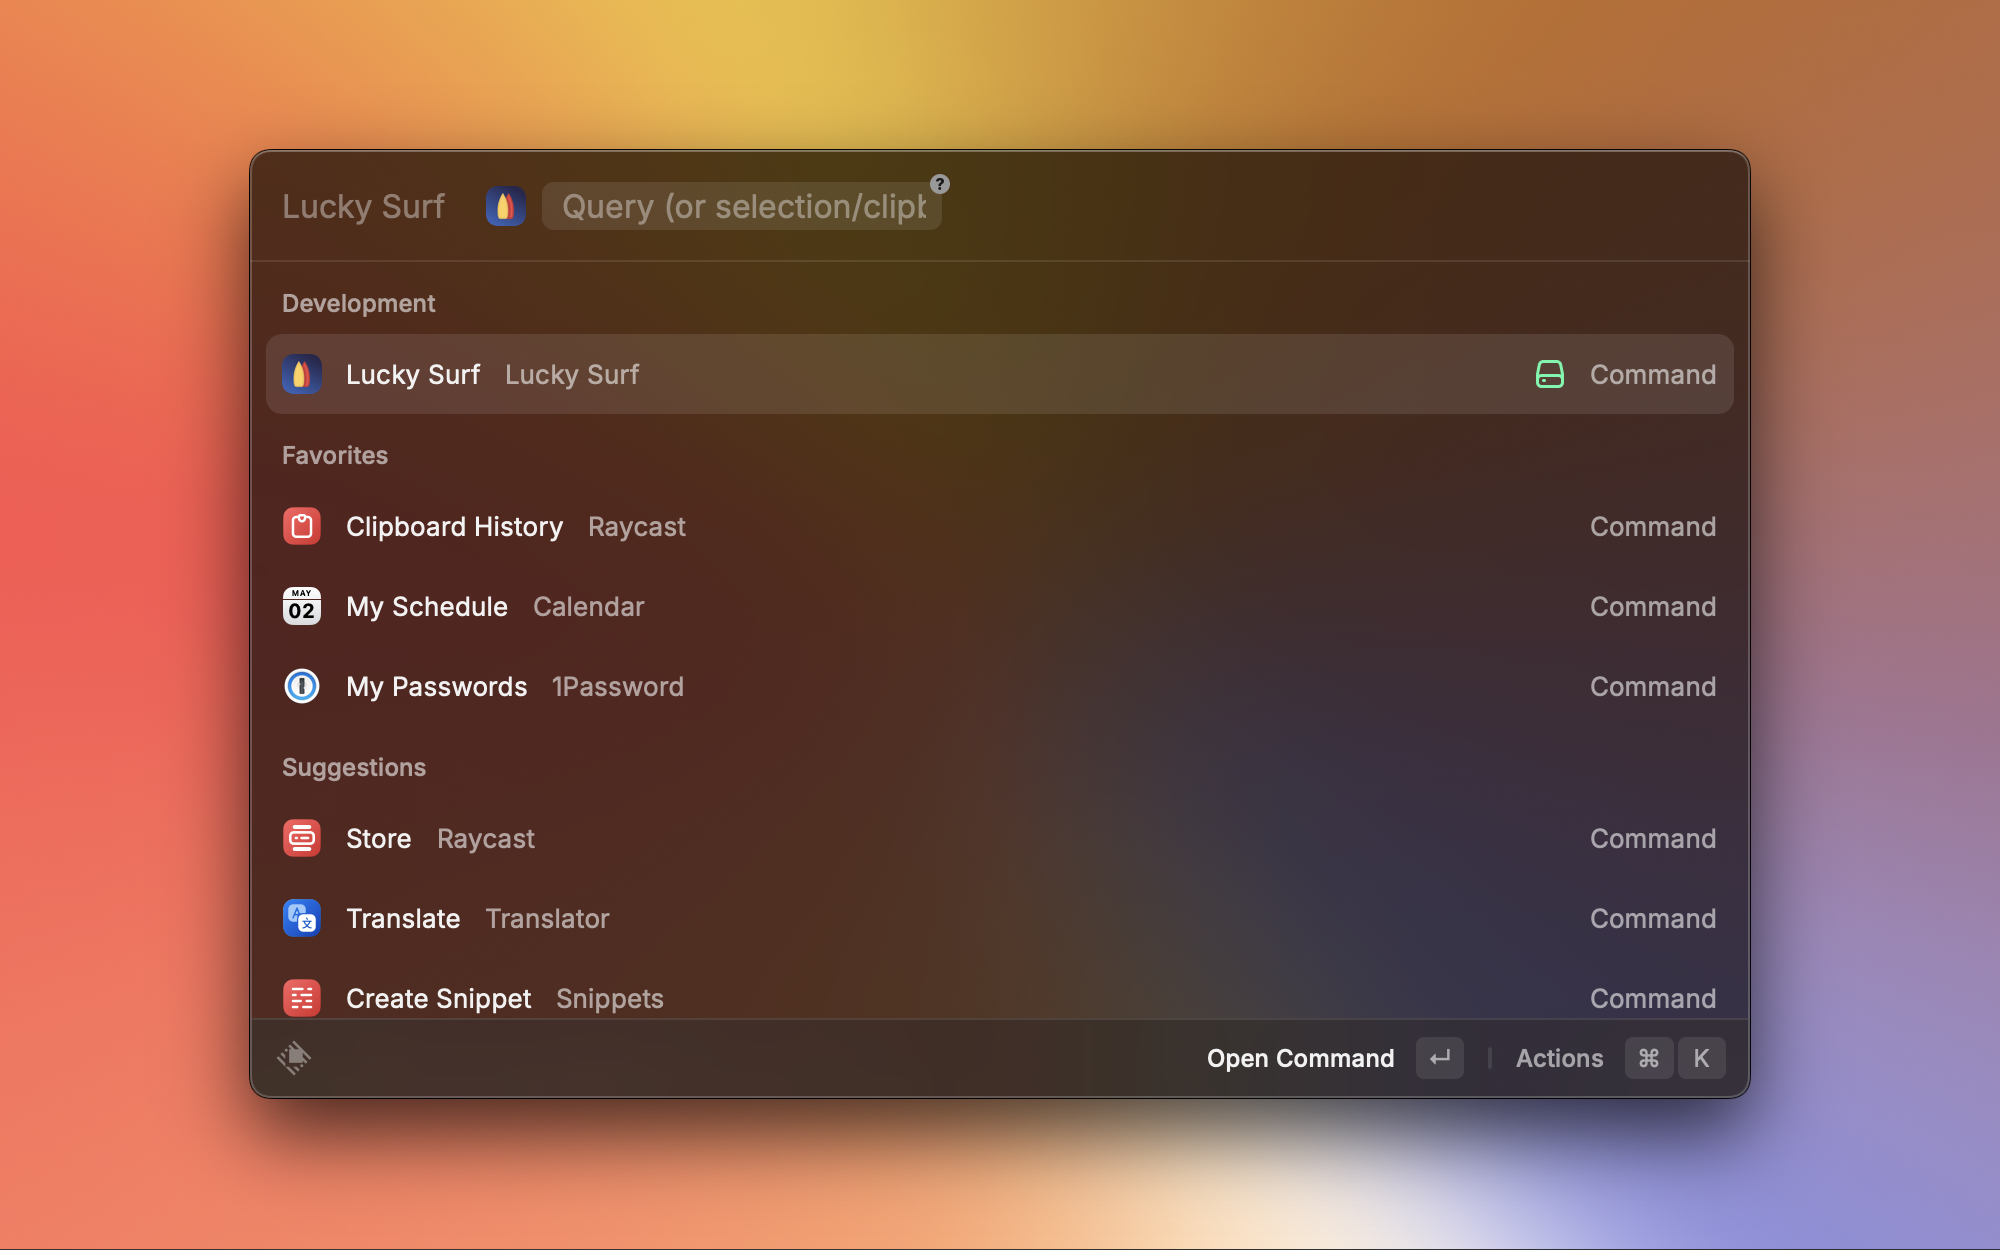 Lucky Surf Query (or selection/clipb ?
Development
Lucky Surf Lucky Surf Command
Favorites
Clipboard History Raycast Command
MAY
02 My Schedule Calendar Command
My Passwords 1Password Command
Suggestions
Store Raycast Command
A 文 Translate Translator Command
Create Snippet Snippets Command
Open Command ↵ Actions ⌘ K